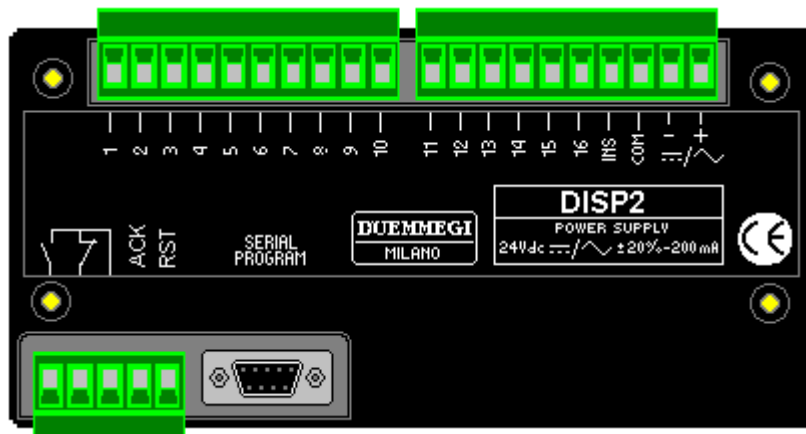 1 2 3 4 5 6 7 8 9 10 11 12 13 14 15 16 INS COM − +
ACK
RST
SERIAL
PROGRAM
DUEMMEGI
MILANO
DISP2
POWER SUPPLY
24Vdc ⎓/∿ ±20%-200mA
CE